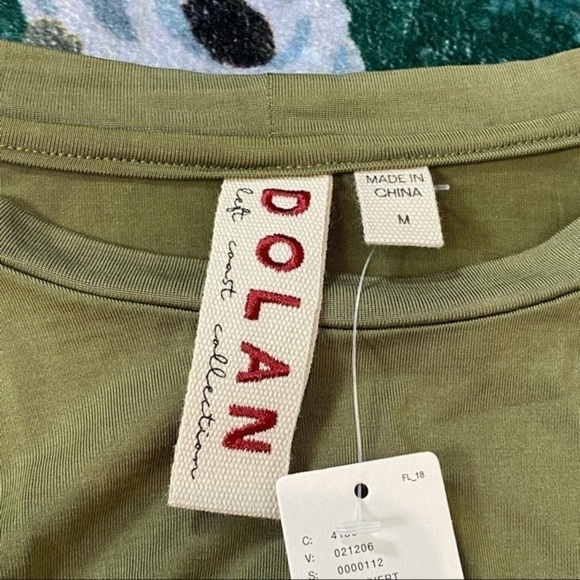 DOLAN
left coast collection
MADE IN
CHINA
M
FL_18
C:
V: 021206
S: 0000112